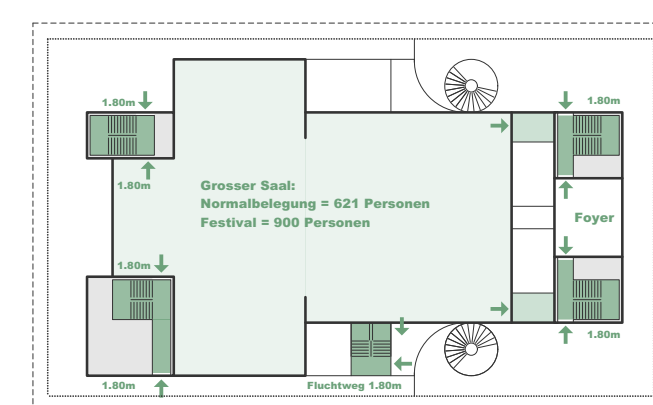 1.80m
1.80m
1.80m
Grosser Saal:
Normalbelegung = 621 Personen
Festival = 900 Personen
Foyer
1.80m
1.80m
1.80m
Fluchtweg 1.80m